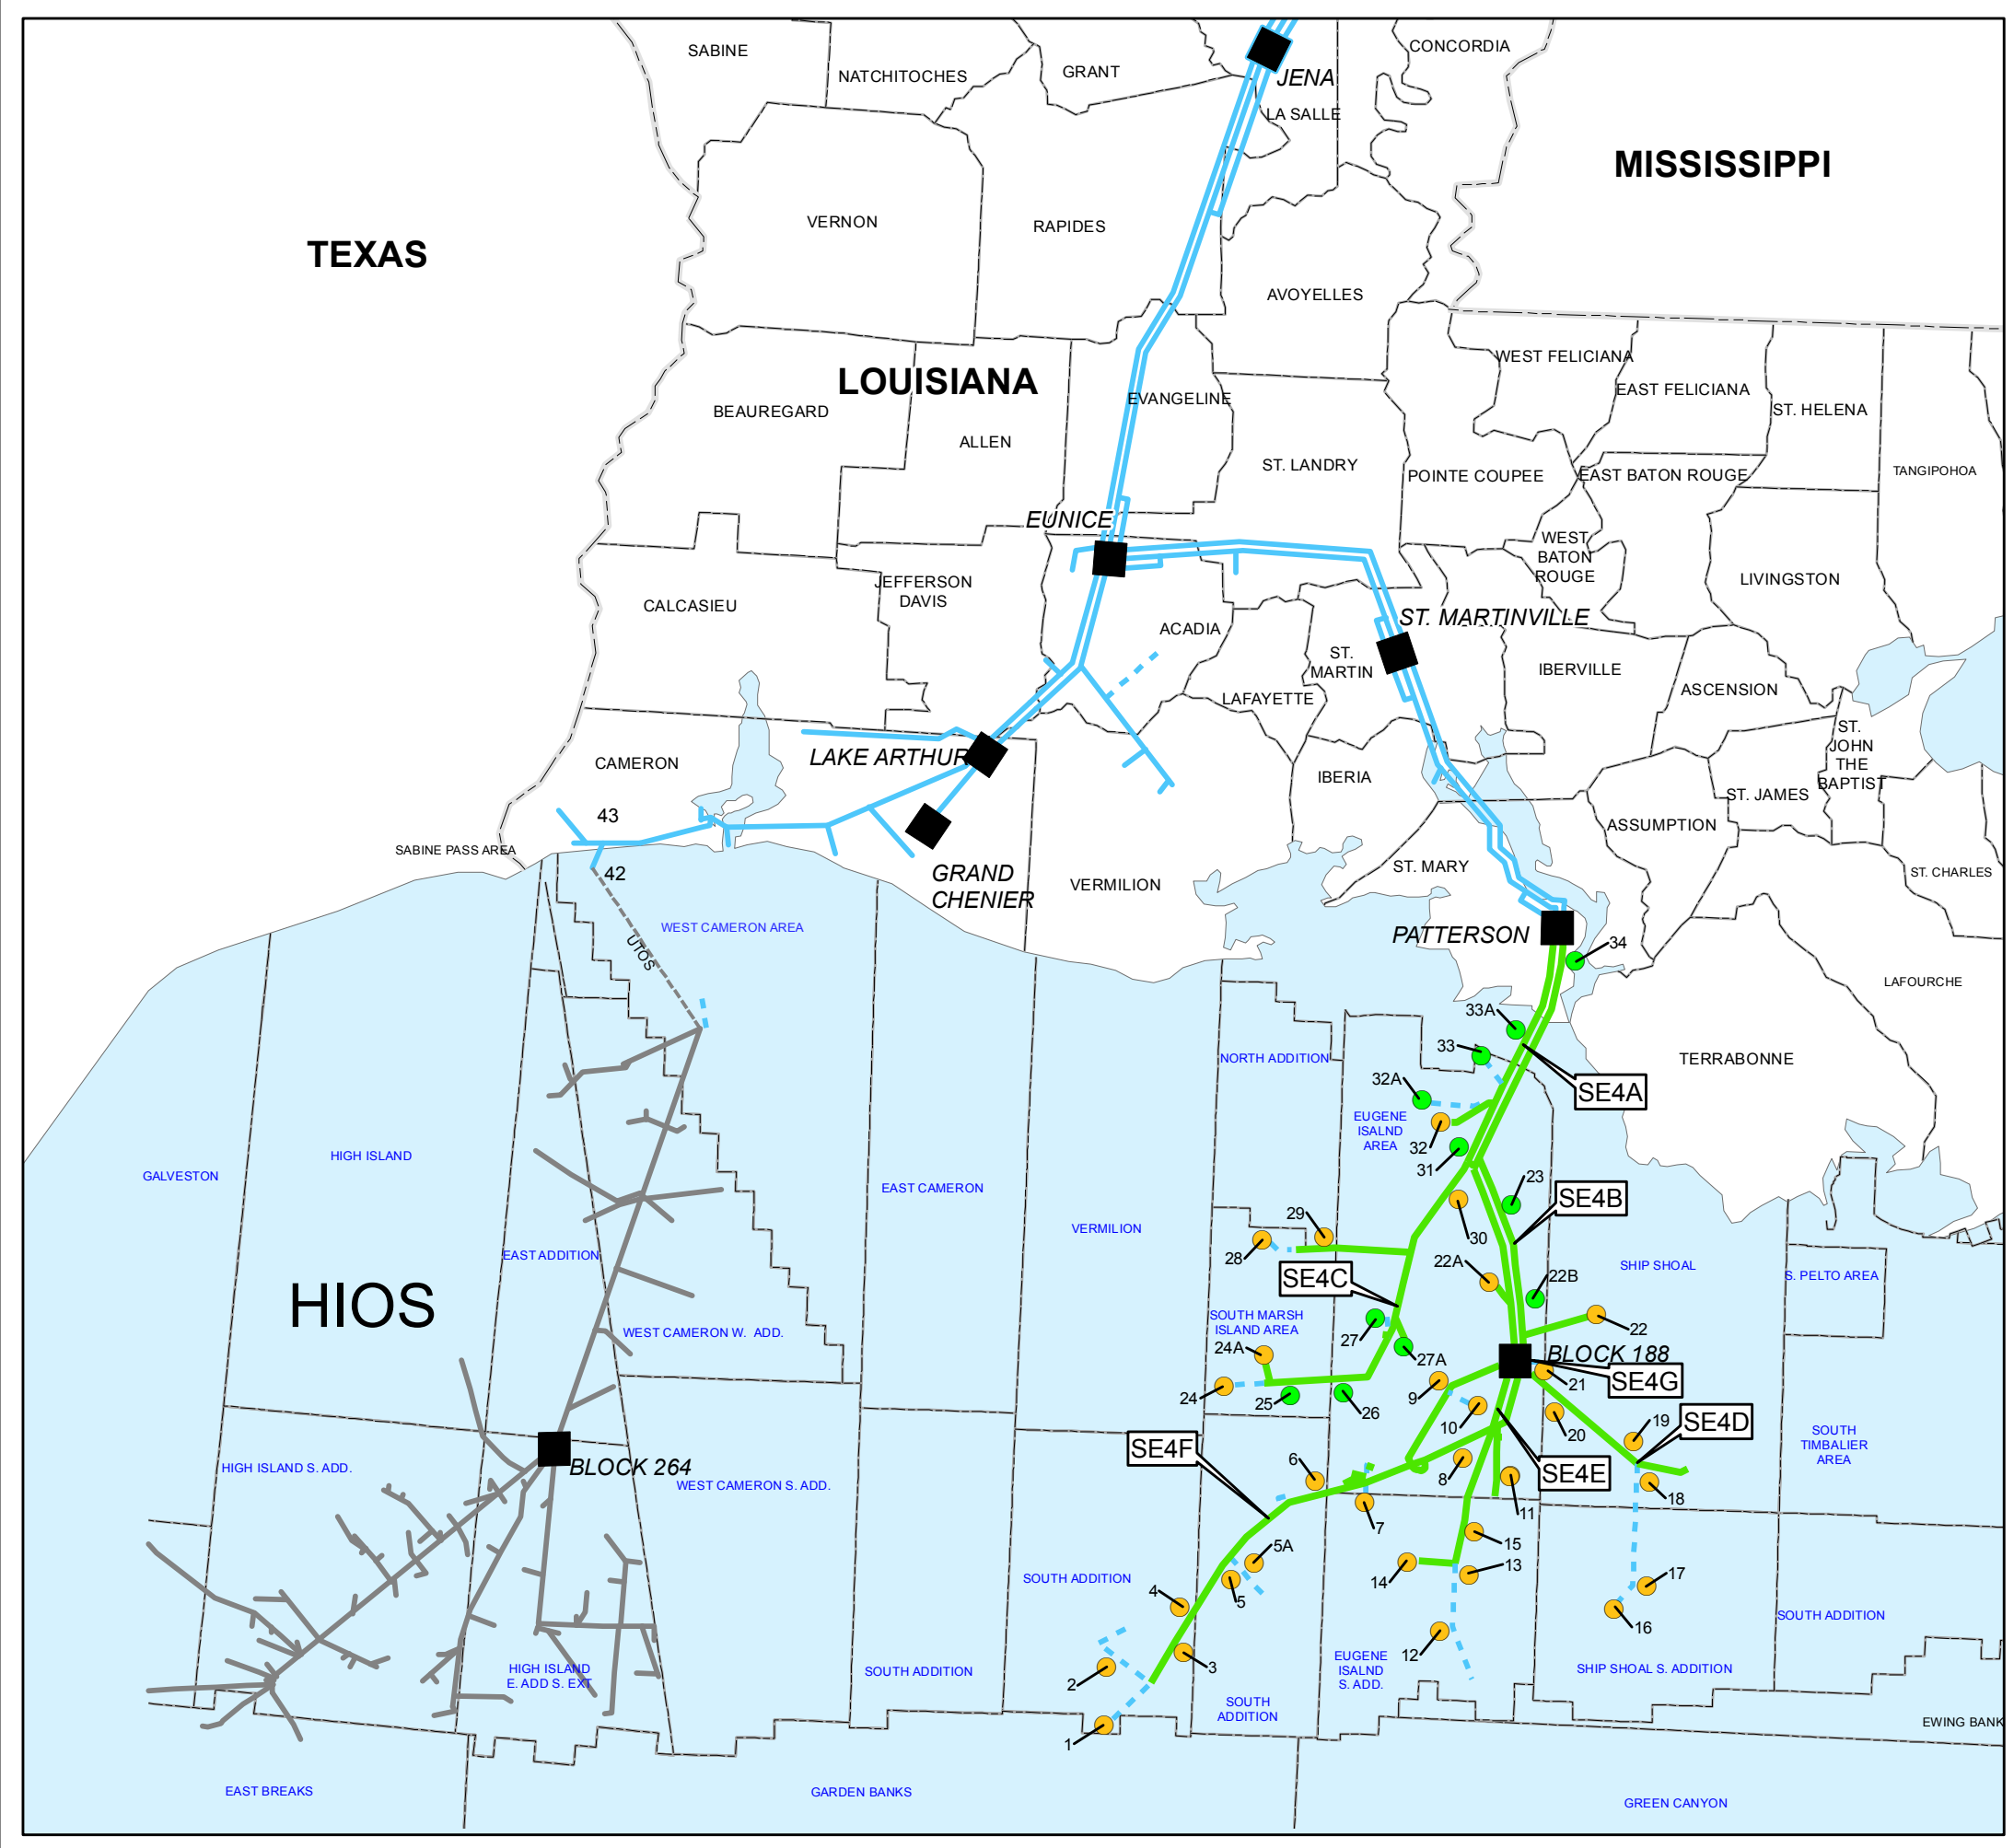 SABINE
NATCHITOCHES
GRANT
CONCORDIA
JENA
LA SALLE
MISSISSIPPI
TEXAS
VERNON
RAPIDES
AVOYELLES
LOUISIANA
WEST FELICIANA
EAST FELICIANA
ST. HELENA
BEAUREGARD
ALLEN
EVANGELINE
ST. LANDRY
POINTE COUPEE
EAST BATON ROUGE
TANGIPOHOA
EUNICE
WEST
BATON
ROUGE
LIVINGSTON
JEFFERSON
DAVIS
CALCASIEU
ACADIA
ST. MARTINVILLE
ST.
MARTIN
LAFAYETTE
IBERVILLE
ASCENSION
ST.
JOHN
THE
BAPTIST
CAMERON
LAKE ARTHUR
IBERIA
ST. JAMES
43
ASSUMPTION
SABINE PASS AREA
42
GRAND
CHENIER
VERMILION
ST. MARY
ST. CHARLES
WEST CAMERON AREA
UTOS
PATTERSON
34
LAFOURCHE
33A
33
NORTH ADDITION
TERRABONNE
32A
SE4A
EUGENE
ISALND
AREA
32
31
GALVESTON
HIGH ISLAND
EAST CAMERON
VERMILION
23
SE4B
29
30
28
EAST ADDITION
22A
22B
SHIP SHOAL
S. PELTO AREA
SE4C
HIOS
SOUTH MARSH
ISLAND AREA
WEST CAMERON W. ADD.
27
22
24A
27A
BLOCK 188
SE4G
24
25
26
9
21
10
20
19
SE4D
SOUTH
TIMBALIER
AREA
SE4F
BLOCK 264
HIGH ISLAND S. ADD.
WEST CAMERON S. ADD.
6
8
SE4E
18
7
11
15
5A
SOUTH ADDITION
4
5
14
13
17
16
SOUTH ADDITION
12
3
2
HIGH ISLAND
E. ADD S. EXT
SOUTH ADDITION
EUGENE
ISALND
S. ADD.
SHIP SHOAL S. ADDITION
SOUTH
ADDITION
1
EWING BANK
EAST BREAKS
GARDEN BANKS
GREEN CANYON